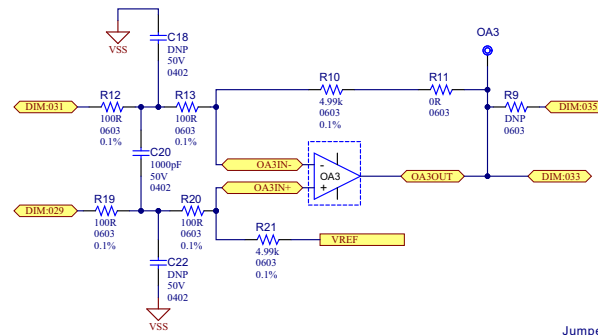 C18
DNP
50V
0402
VSS
OA3
R12
100R
0603
0.1%
R13
100R
0603
0.1%
R10
4.99k
0603
0.1%
R11
0R
0603
R9
DNP
0603
DIM:031
DIM:035
C20
1000pF
50V
0402
OA3IN-
OA3IN+
-
OA3
+
OA3OUT
DIM:033
DIM:029
R19
100R
0603
0.1%
R20
100R
0603
0.1%
R21
4.99k
0603
0.1%
VREF
C22
DNP
50V
0402
VSS
Jumpe